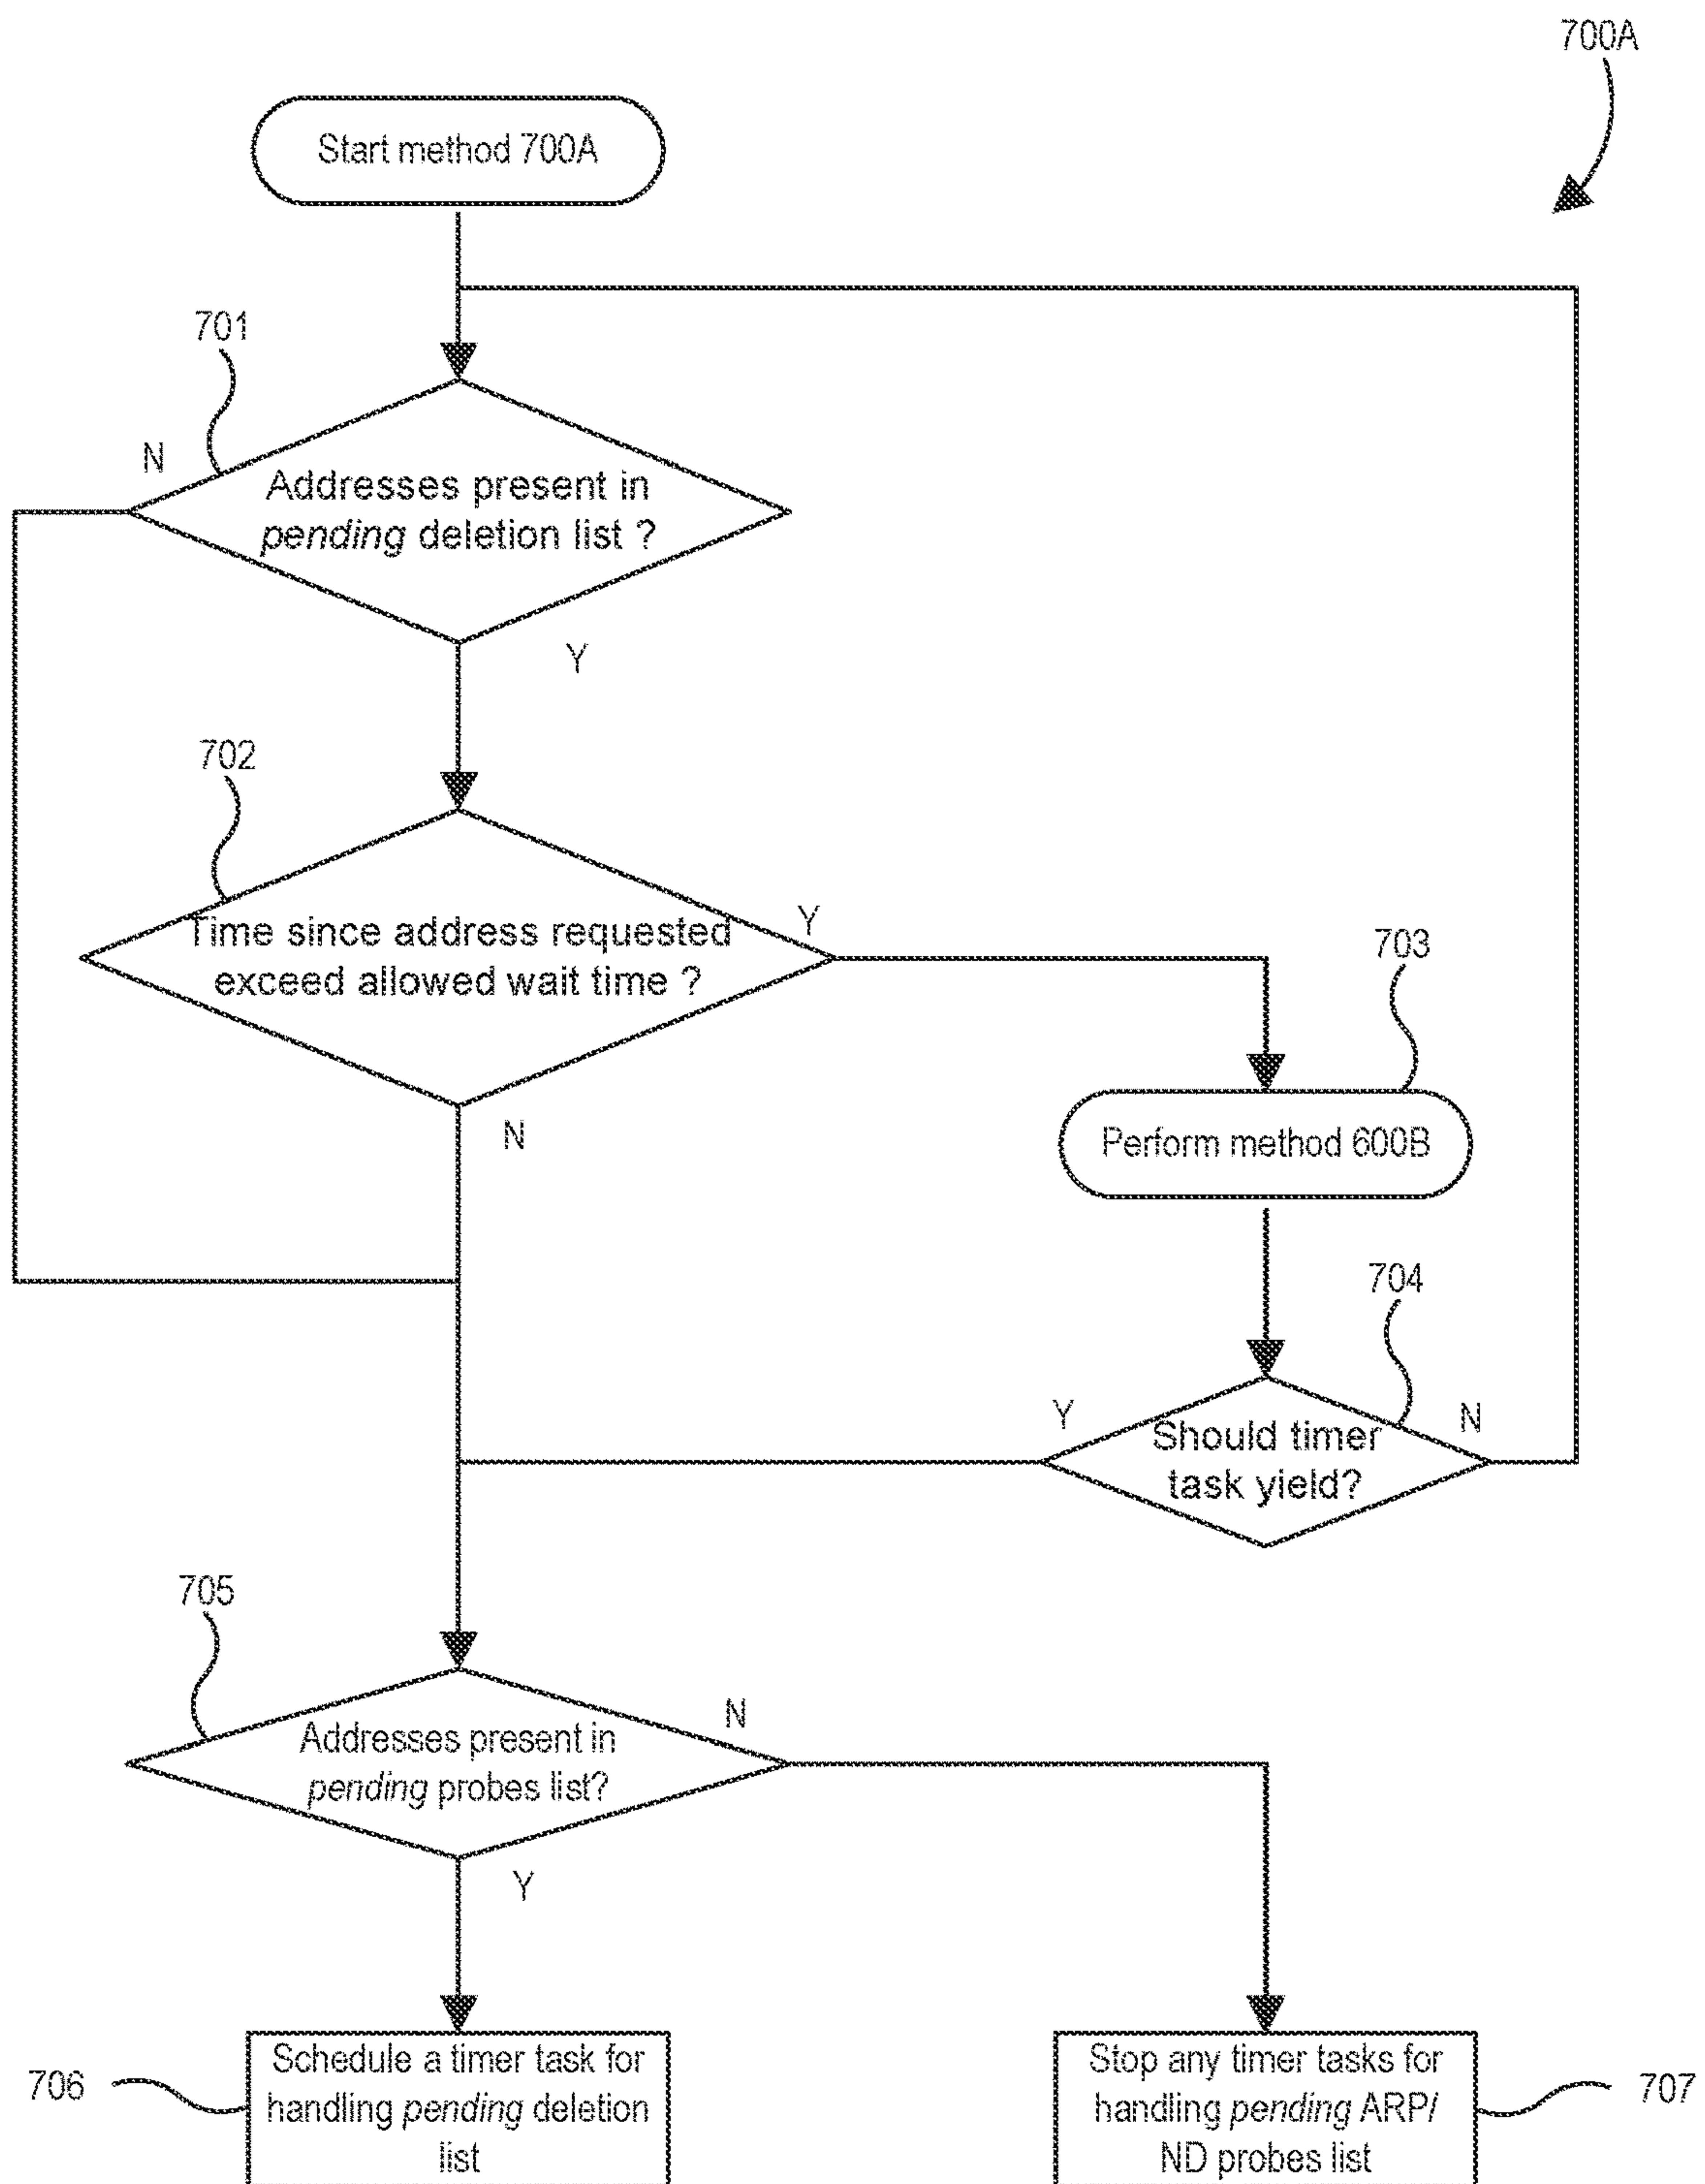 700A
Start method 700A
701
N
Addresses present in
pending deletion list ?
Y
702
Time since address requested
exceed allowed wait time ?
Y
N
703
Perform method 600B
704
Y
Should timer
task yield?
N
705
Addresses present in
pending probes list?
N
Y
706
Schedule a timer task for
handling pending deletion
list
Stop any timer tasks for
handling pending ARP/
ND probes list
707